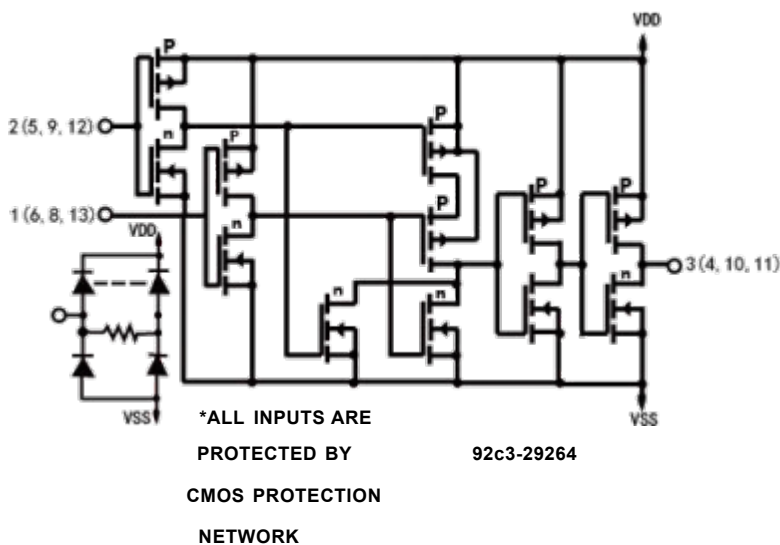 VDD
P
2(5, 9, 12)
n
P
P
1(6, 8, 13)
P
P
P
VDD
n
n
n
n
n
3(4, 10, 11)
VSS
VSS
*ALL INPUTS ARE
PROTECTED BY
92c3-29264
CMOS PROTECTION
NETWORK